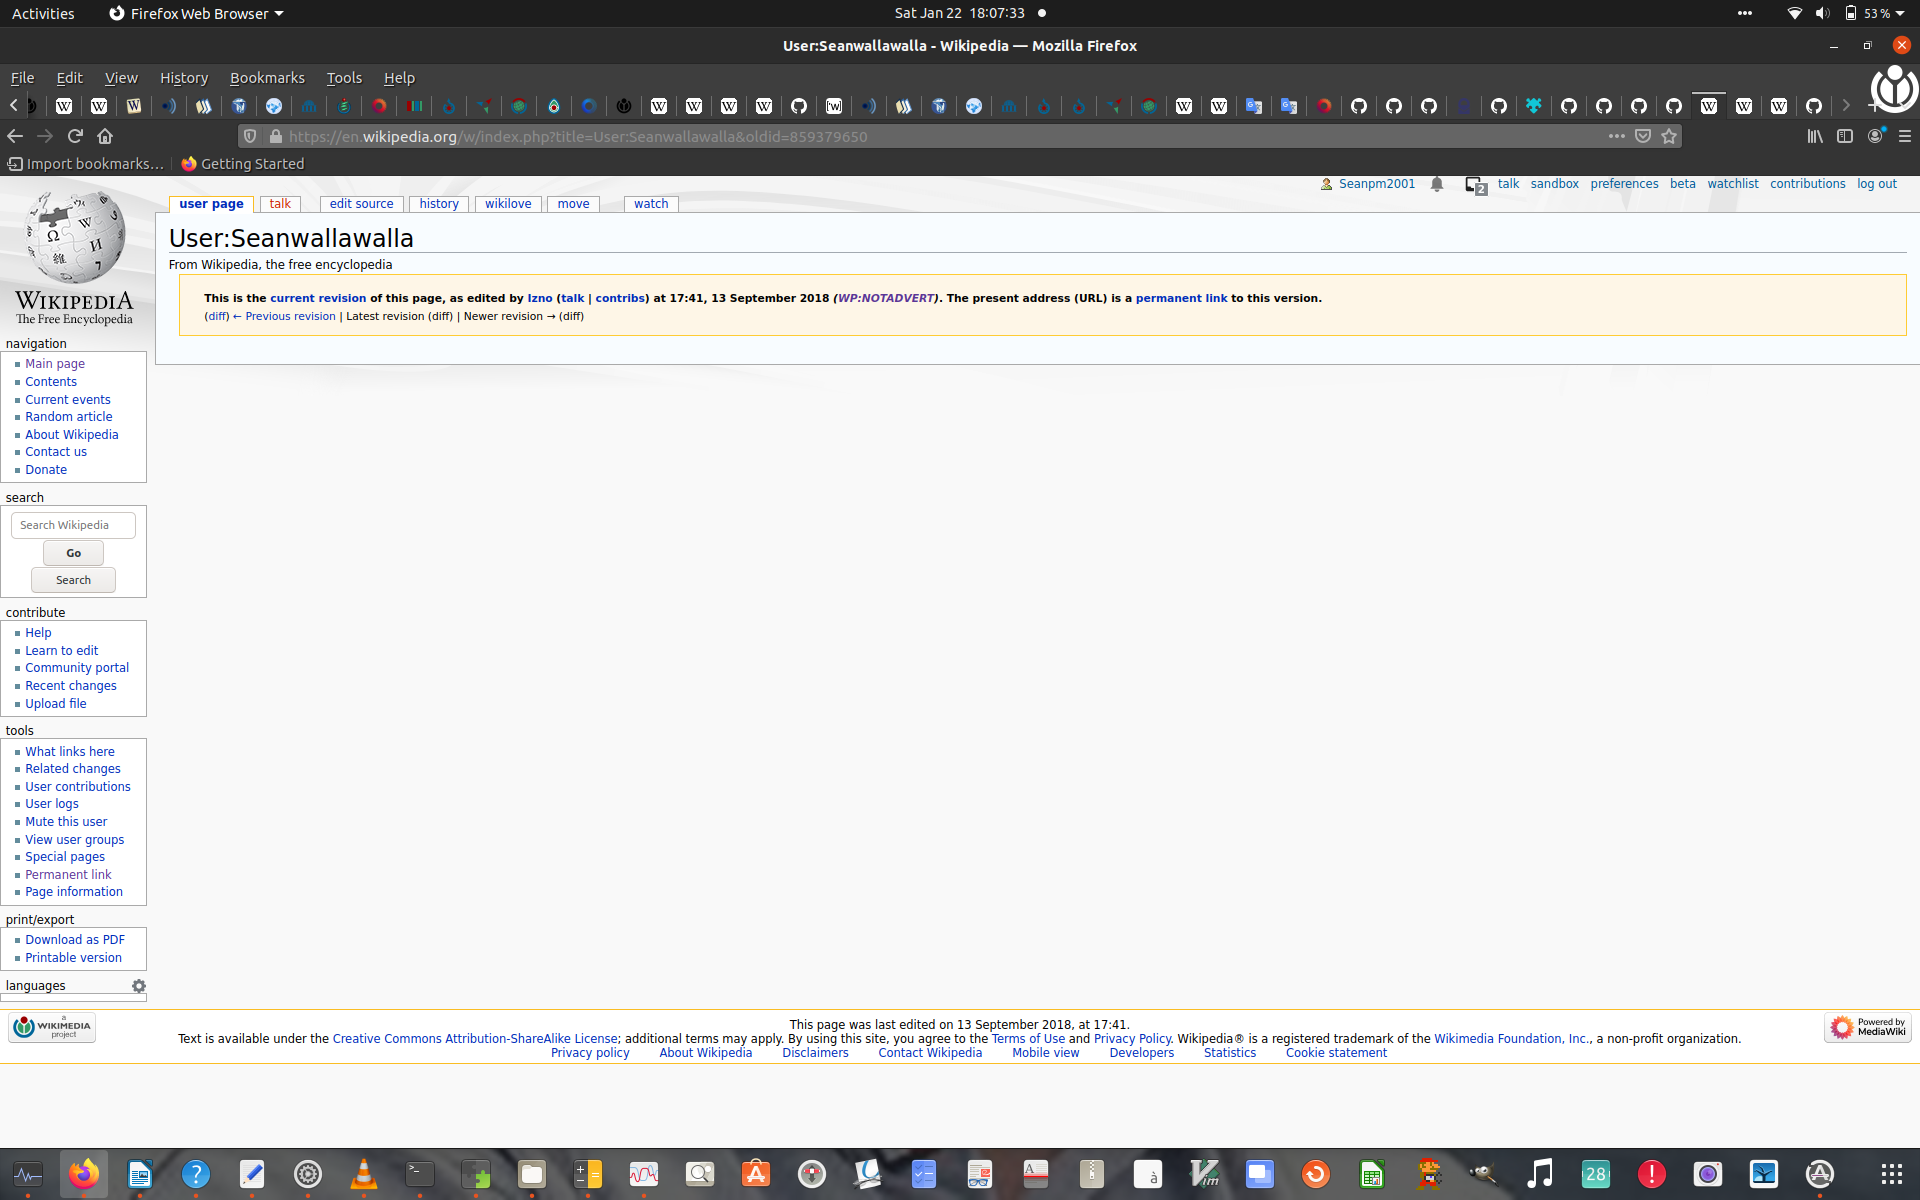 Activities Firefox Web Browser Sat Jan 22 18:07:33 53 %
User:Seanwallawalla - Wikipedia — Mozilla Firefox
File Edit View History Bookmarks Tools Help
https://en.wikipedia.org/w/index.php?title=User:Seanwallawalla&oldid=859379650
Import bookmarks… Getting Started
Seanpm2001 2 talk sandbox preferences beta watchlist contributions log out
user page talk edit source history wikilove move watch
User:Seanwallawalla
From Wikipedia, the free encyclopedia
This is the current revision of this page, as edited by Izno (talk | contribs) at 17:41, 13 September 2018 (WP:NOTADVERT). The present address (URL) is a permanent link to this version.
(diff) ← Previous revision | Latest revision (diff) | Newer revision → (diff)
WIKIPEDIA
The Free Encyclopedia
navigation
Main page
Contents
Current events
Random article
About Wikipedia
Contact us
Donate
search
Search Wikipedia
Go
Search
contribute
Help
Learn to edit
Community portal
Recent changes
Upload file
tools
What links here
Related changes
User contributions
User logs
Mute this user
View user groups
Special pages
Permanent link
Page information
print/export
Download as PDF
Printable version
languages
a
WIKIMEDIA
project
This page was last edited on 13 September 2018, at 17:41.
Text is available under the Creative Commons Attribution-ShareAlike License; additional terms may apply. By using this site, you agree to the Terms of Use and Privacy Policy. Wikipedia® is a registered trademark of the Wikimedia Foundation, Inc., a non-profit organization.
Privacy policy About Wikipedia Disclaimers Contact Wikipedia Mobile view Developers Statistics Cookie statement
Powered by
MediaWiki
28